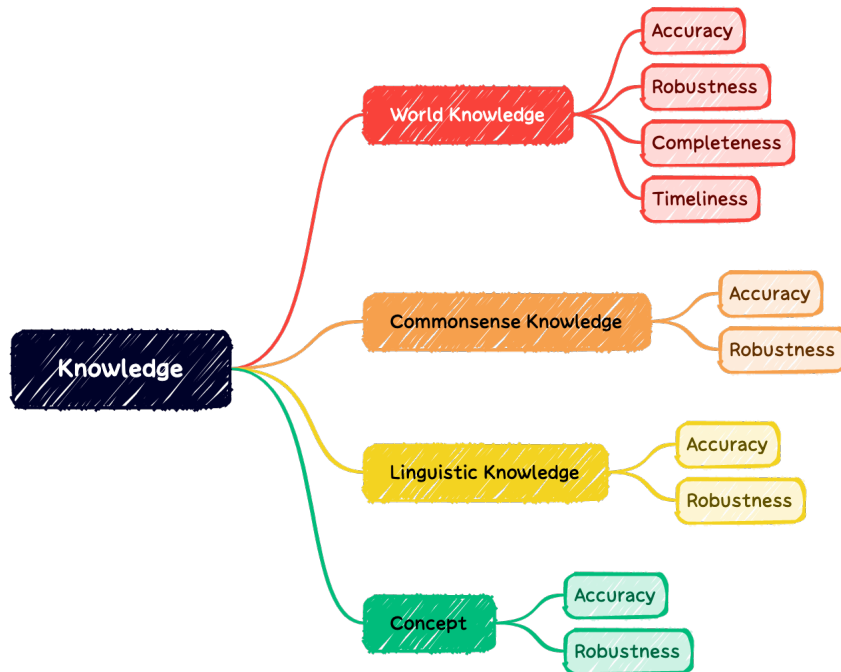 Knowledge
World Knowledge
Accuracy
Robustness
Completeness
Timeliness
Commonsense Knowledge
Accuracy
Robustness
Linguistic Knowledge
Accuracy
Robustness
Concept
Accuracy
Robustness